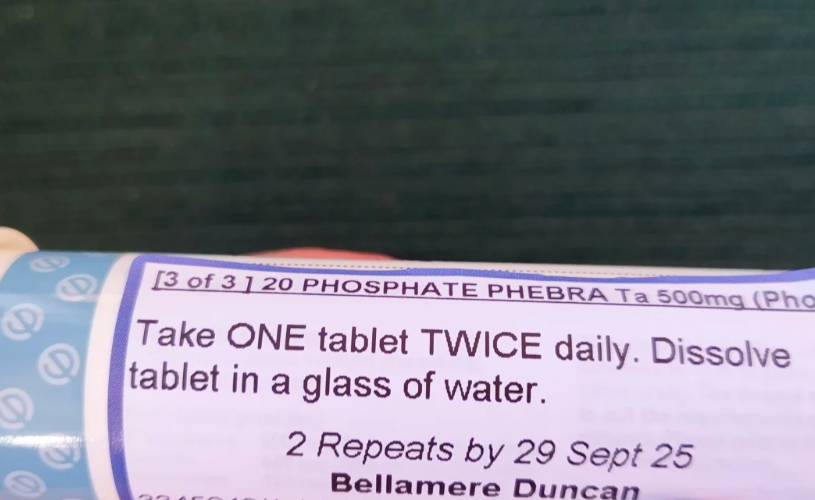 [3 of 3] 20 PHOSPHATE PHEBRA Ta 500mg (Pho
Take ONE tablet TWICE daily. Dissolve
tablet in a glass of water.
2 Repeats by 29 Sept 25
Bellamere Duncan